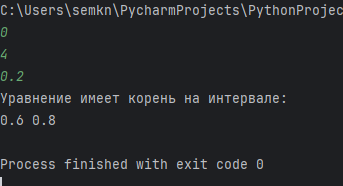 C:\Users\semkn\PycharmProjects\PythonProjec
0
4
0.2
Уравнение имеет корень на интервале:
0.6 0.8
Process finished with exit code 0